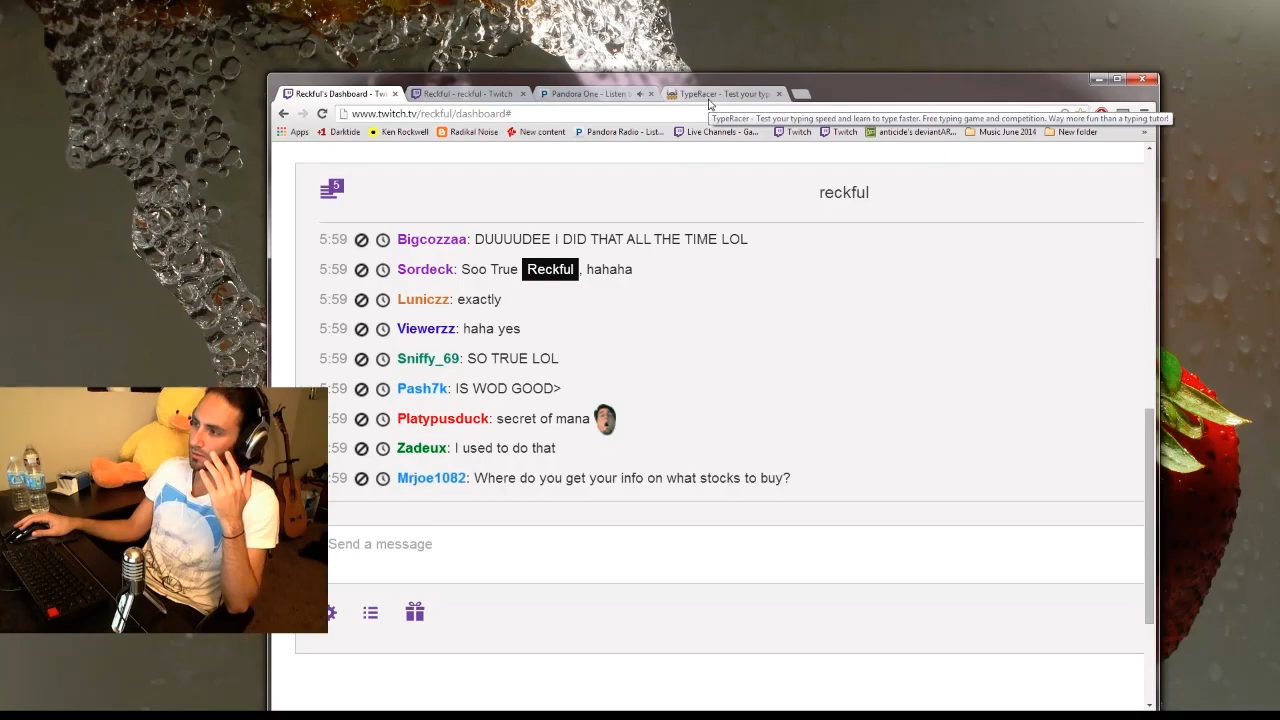 Reckful's Dashboard - Tw
Reckful - reckful - Twitch
Pandora One - Listen t
TypeRacer - Test your typ
www.twitch.tv/reckful/dashboard#
TypeRacer - Test your typing speed and learn to type faster. Free typing game and competition. Way more fun than a typing tutor!
Apps
+1 Darktide
Ken Rockwell
Radikal Noise
New content
Pandora Radio - List...
Live Channels - Ga...
Twitch
Twitch
anticide's deviantAR...
Music June 2014
New folder
»
5
reckful
5:59 Bigcozzaa: DUUUUDEE I DID THAT ALL THE TIME LOL
5:59 Sordeck: Soo True Reckful, hahaha
5:59 Luniczz: exactly
5:59 Viewerzz: haha yes
5:59 Sniffy_69: SO TRUE LOL
:59 Pash7k: IS WOD GOOD>
:59 Platypusduck: secret of mana
:59 Zadeux: I used to do that
:59 Mrjoe1082: Where do you get your info on what stocks to buy?
Send a message